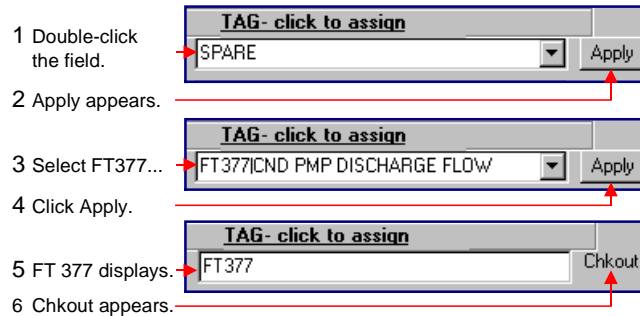 TAG- click to assign
1 Double-click
the field.
SPARE
Apply
2 Apply appears.
TAG- click to assign
3 Select FT377...
FT377|CND PMP DISCHARGE FLOW
Apply
4 Click Apply.
TAG- click to assign
5 FT 377 displays.
FT377
Chkout
6 Chkout appears.